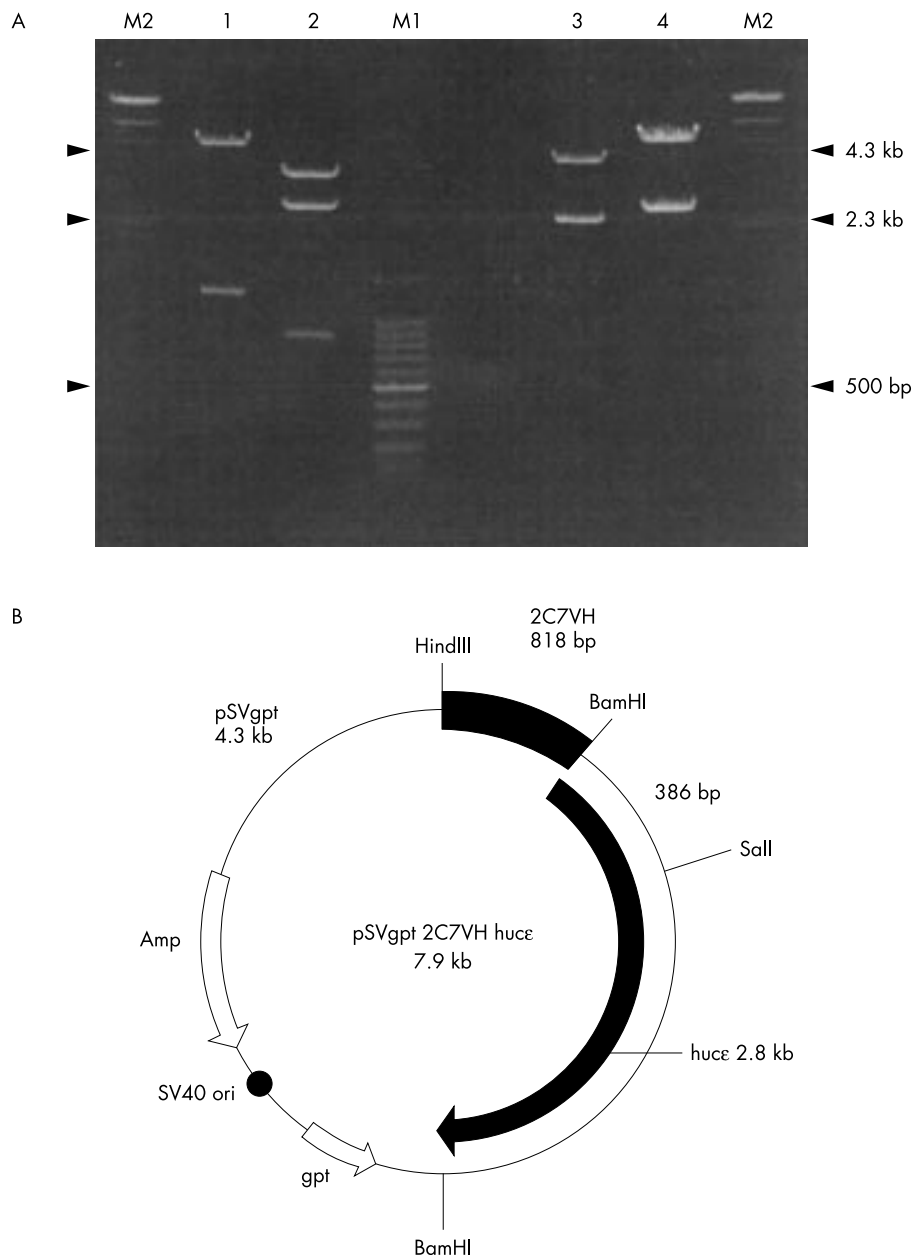 A
M2 1 2 M1 3 4 M2
4.3 kb
2.3 kb
500 bp
B
2C7VH
818 bp
HindIII
BamHI
pSVgpt
4.3 kb
386 bp
SalI
Amp
pSVgpt 2C7VH hucε
7.9 kb
hucε 2.8 kb
SV40 ori
gpt
BamHI